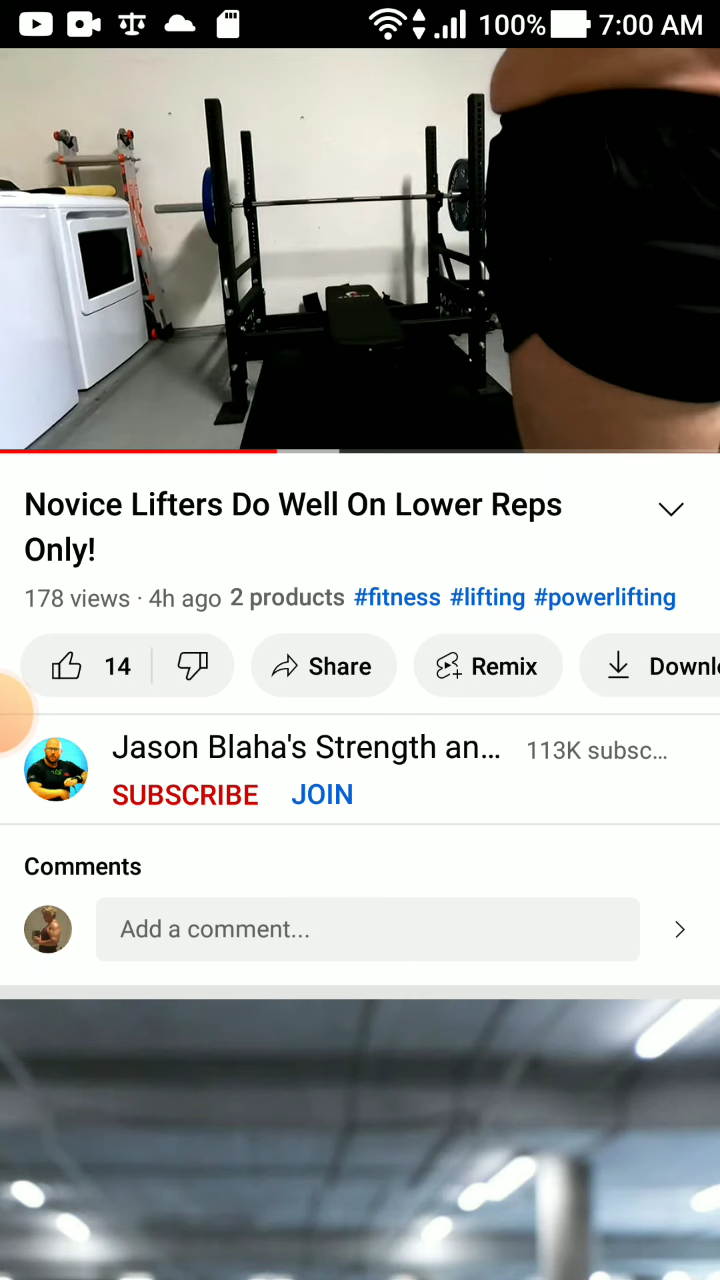 100% 7:00 AM
Novice Lifters Do Well On Lower Reps
Only!
178 views · 4h ago 2 products #fitness #lifting #powerlifting
14 Share Remix Downl
Jason Blaha's Strength an... 113K subsc...
SUBSCRIBE JOIN
Comments
Add a comment...